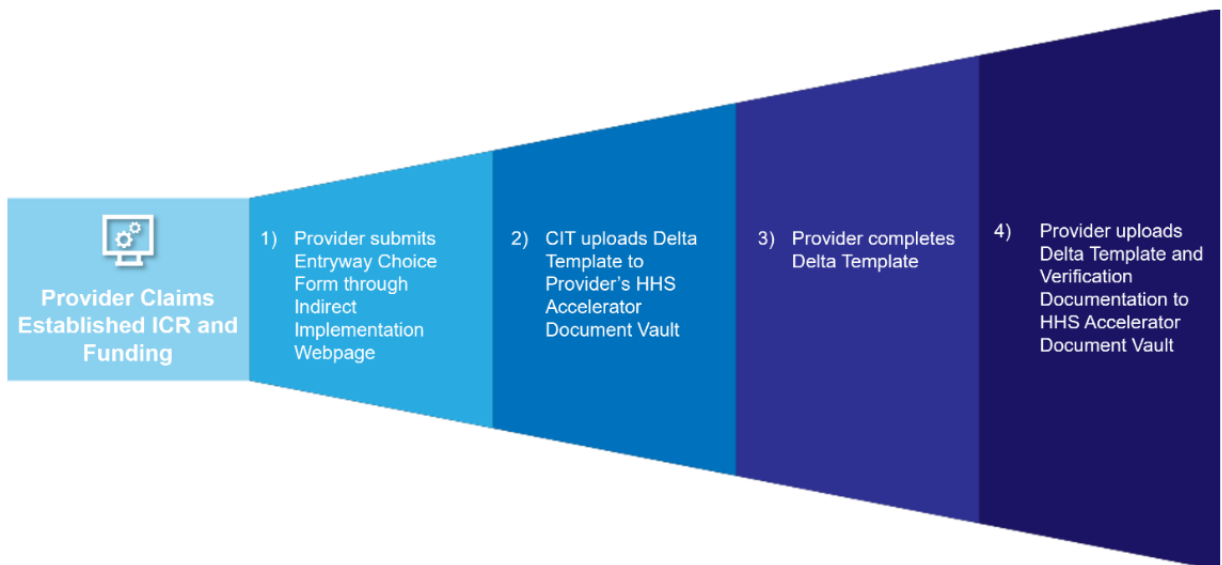 Provider Claims
Established ICR and
Funding
1) Provider submits
Entryway Choice
Form through
Indirect
Implementation
Webpage
2) CIT uploads Delta
Template to
Provider's HHS
Accelerator
Document Vault
3) Provider completes
Delta Template
4) Provider uploads
Delta Template and
Verification
Documentation to
HHS Accelerator
Document Vault